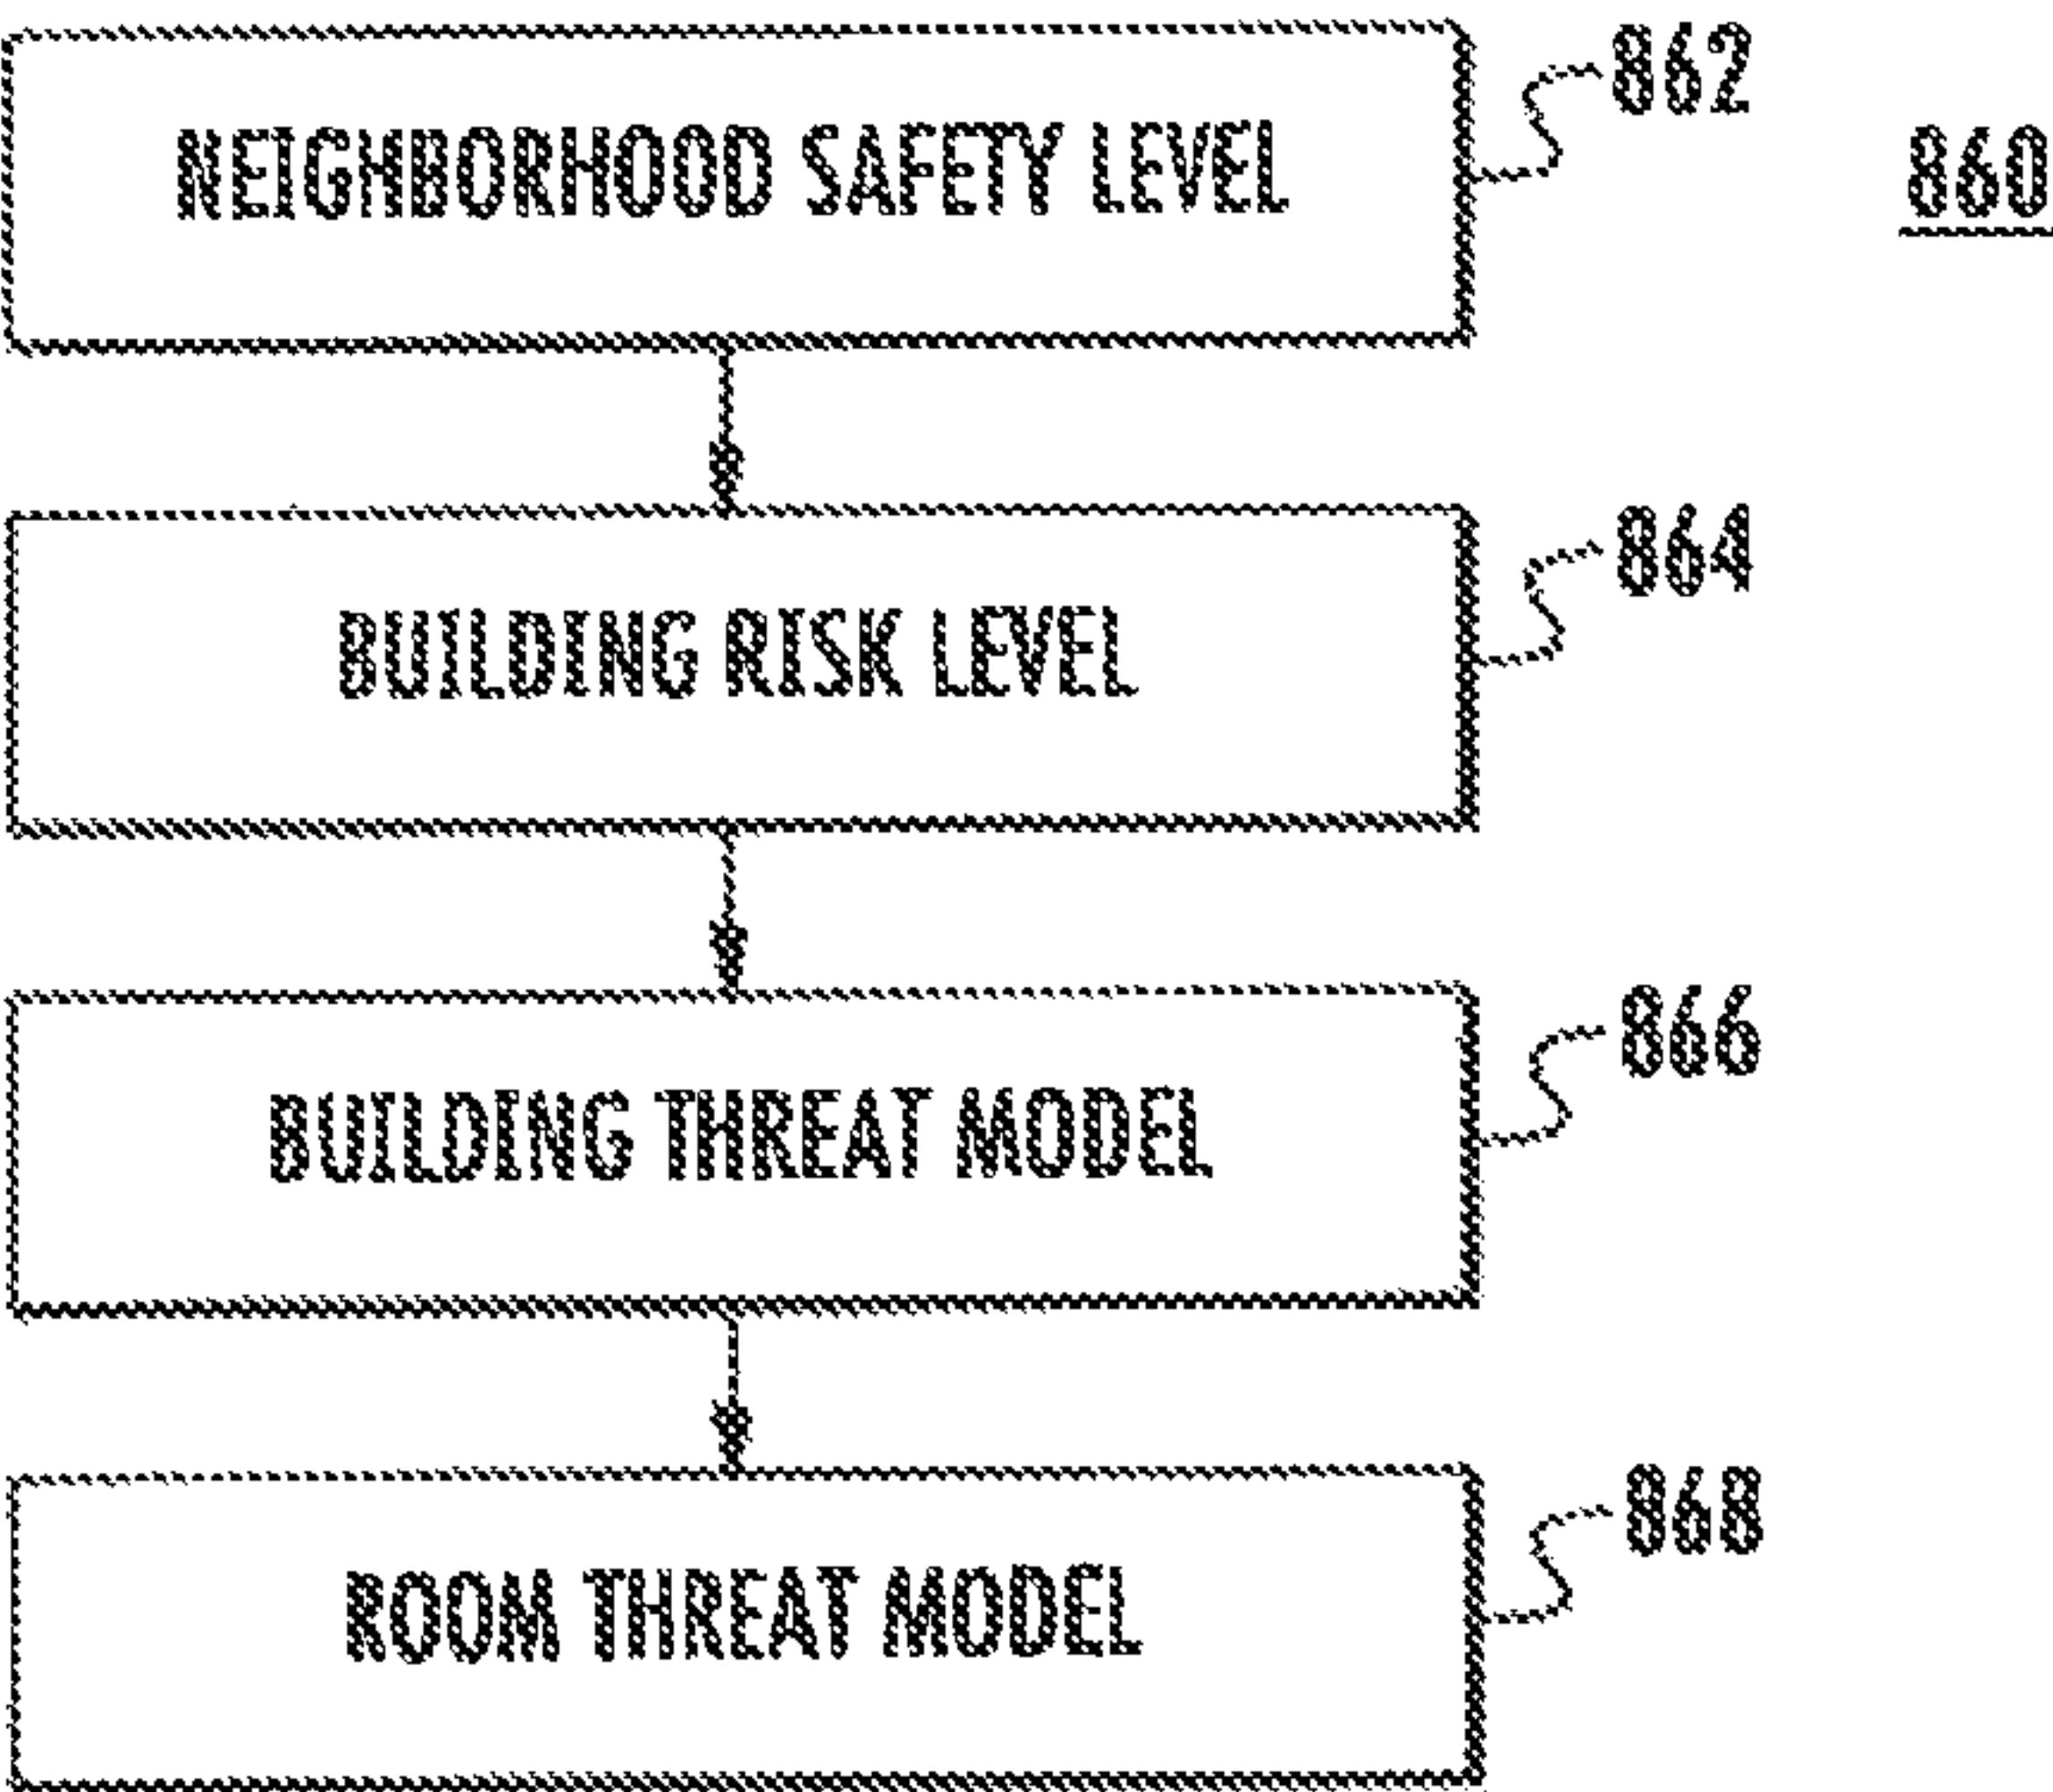 862
860
NEIGHBORHOOD SAFETY LEVEL
864
BUILDING RISK LEVEL
866
BUILDING THREAT MODEL
868
ROOM THREAT MODEL